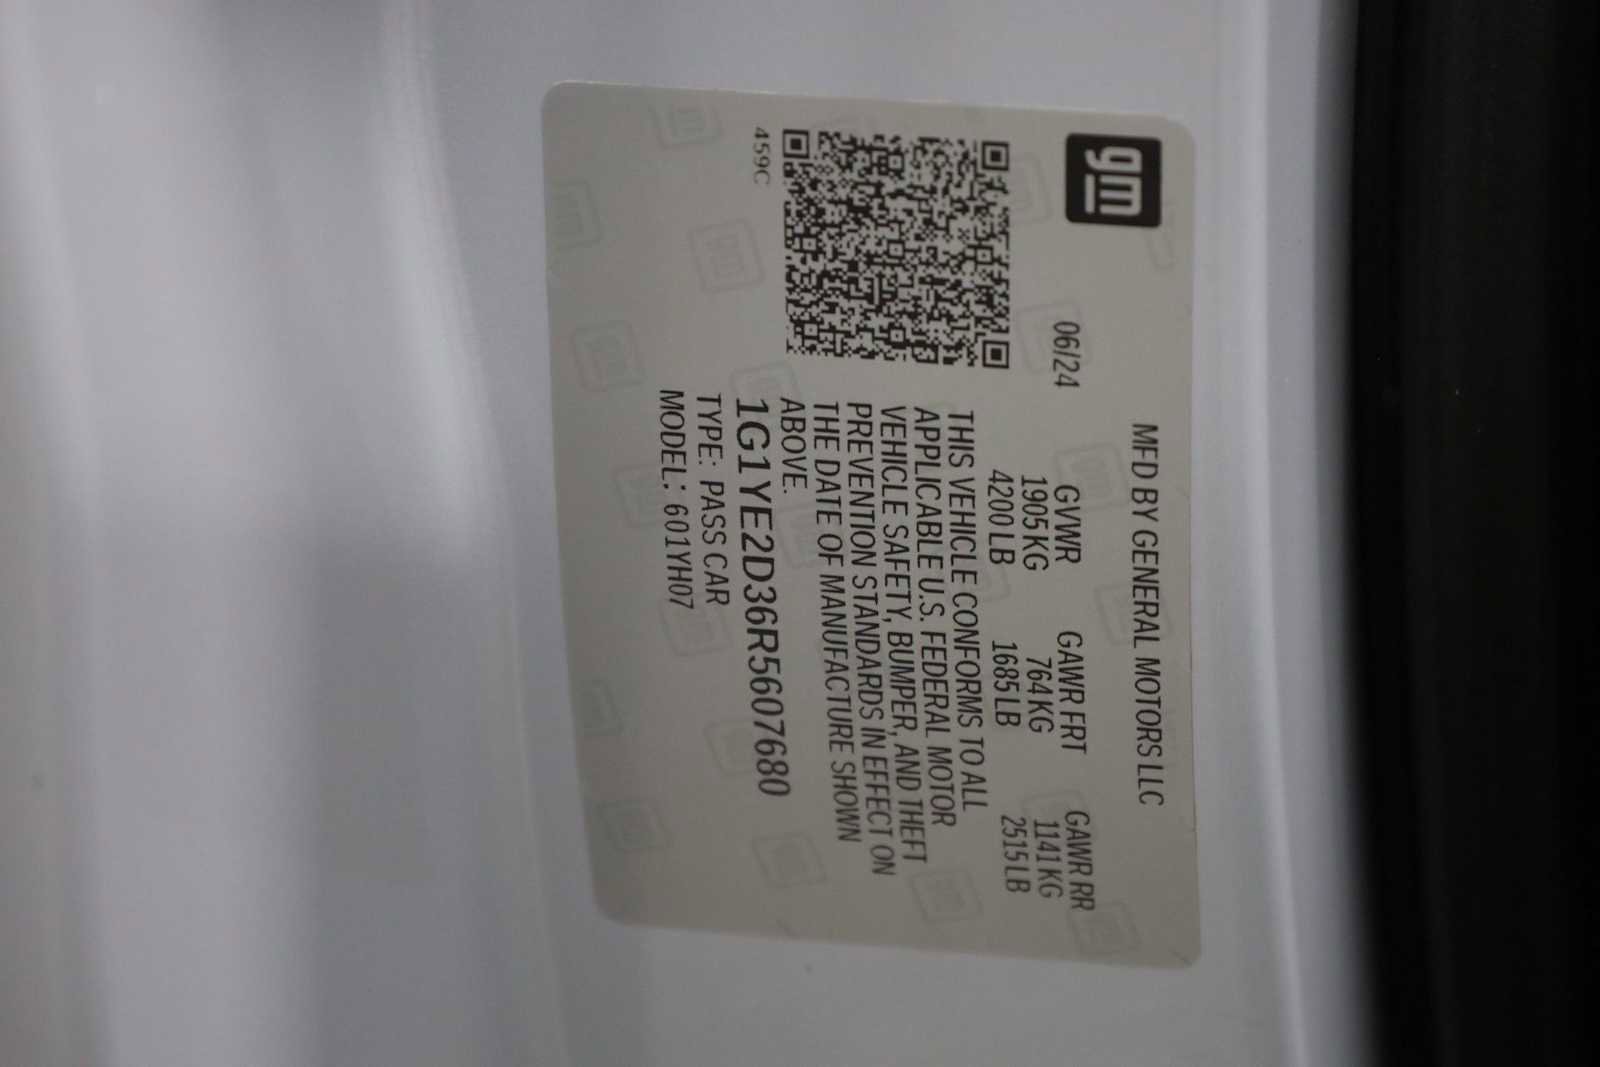 gm
MFD BY GENERAL MOTORS LLC
06/24
GVWR GAWR FRT GAWR RR
1905 KG 764 KG 1141 KG
4200 LB 1685 LB 2515 LB
THIS VEHICLE CONFORMS TO ALL
APPLICABLE U.S. FEDERAL MOTOR
VEHICLE SAFETY, BUMPER, AND THEFT
PREVENTION STANDARDS IN EFFECT ON
THE DATE OF MANUFACTURE SHOWN
ABOVE.
459C
1G1YE2D36R5607680
TYPE: PASS CAR
MODEL: 601YH07